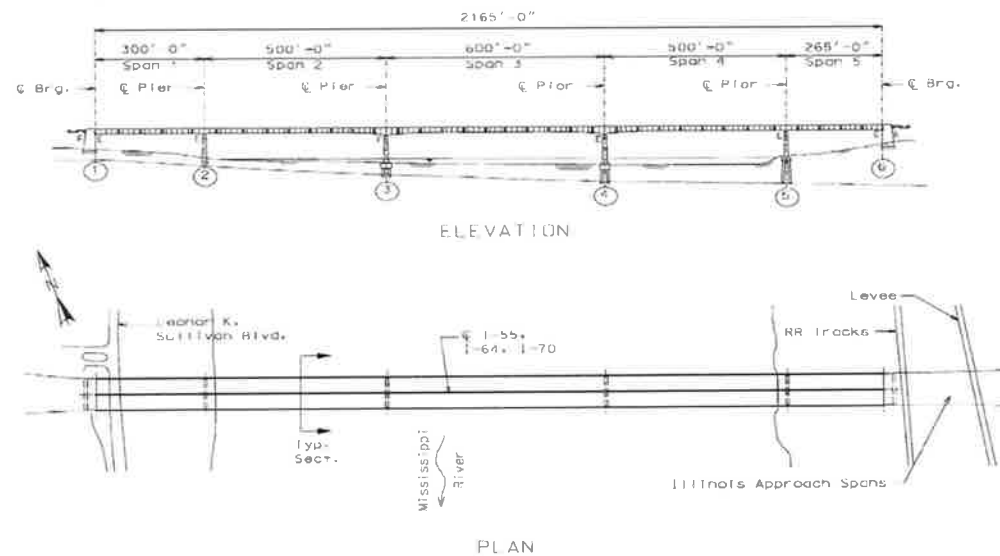 2165'-0"
300'-0" 500'-0" 600'-0" 500'-0" 265'-0"
Span 1 Span 2 Span 3 Span 4 Span 5
℄ Brg. ℄ Pier ℄ Pier ℄ Pier ℄ Pier ℄ Brg.
1 2 3 4 5 6
ELEVATION
N
Leonor K.
Sullivan Blvd.
℄ I-55,
I-64, I-70
Levee
RR Tracks
Typ.
Sect.
Mississippi
River
Illinois Approach Spans
PLAN